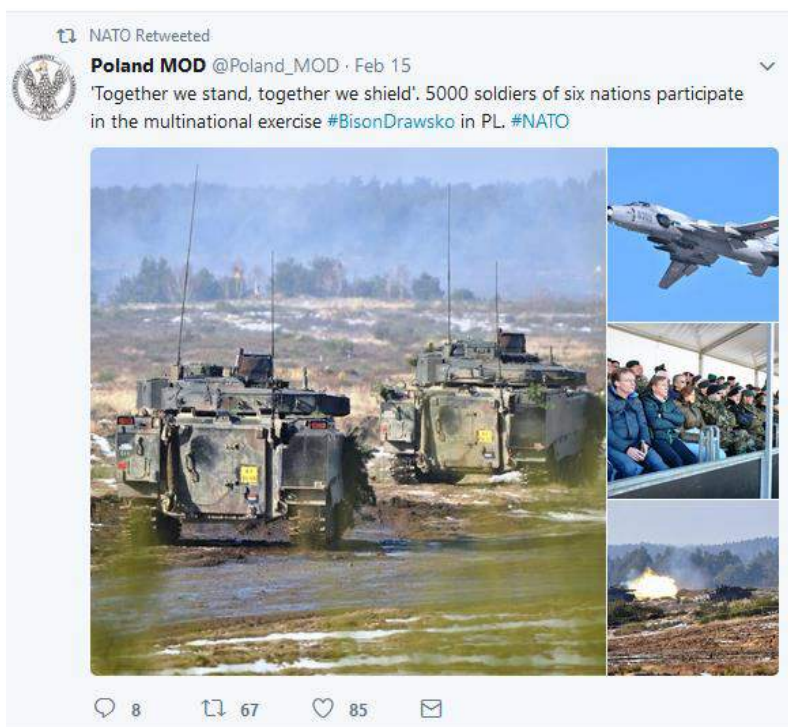 NATO Retweeted
Poland MOD @Poland_MOD · Feb 15
'Together we stand, together we shield'. 5000 soldiers of six nations participate
in the multinational exercise #BisonDrawsko in PL. #NATO
8 67 85